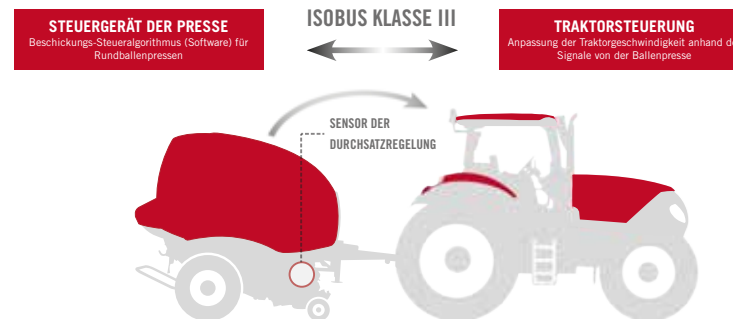 STEUERGERÄT DER PRESSE
Beschickungs-Steueralgorithmus (Software) für
Rundballenpressen
ISOBUS KLASSE III
TRAKTORSTEUERUNG
Anpassung der Traktorgeschwindigkeit anhand
Signale von der Ballenpresse
SENSOR DER
DURCHSATZREGELUNG